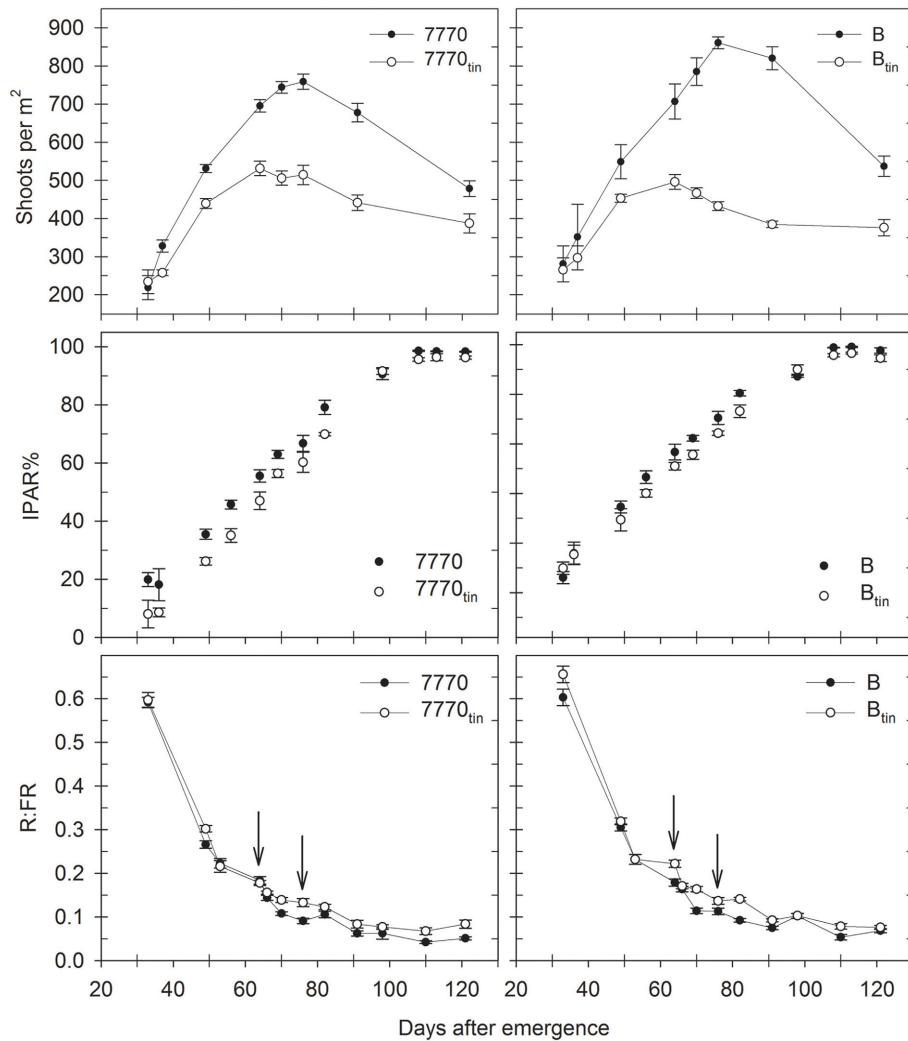 900
800
700
600
500
400
300
200
Shoots per m²
7770
7770tin
B
Btin
100
80
60
40
20
0
IPAR%
7770
7770tin
B
Btin
0.6
0.5
0.4
0.3
0.2
0.1
0.0
R:FR
7770
7770tin
B
Btin
20 40 60 80 100 120
20 40 60 80 100 120
Days after emergence